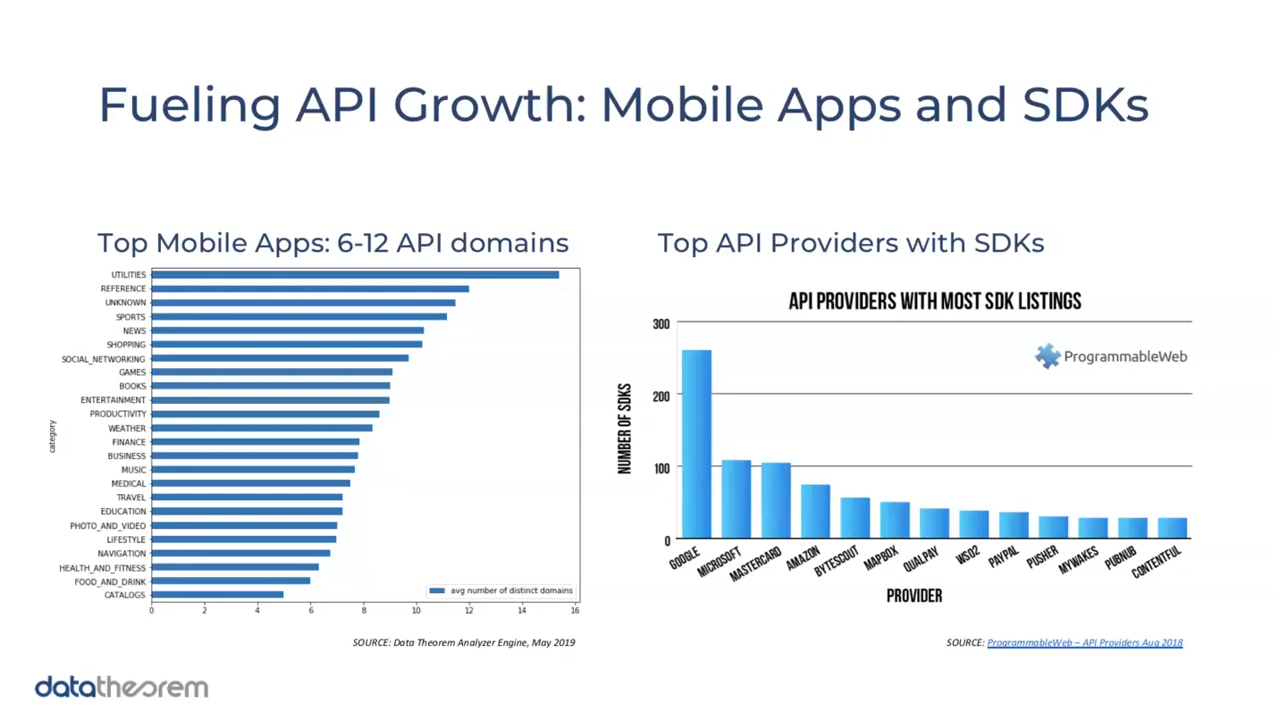 Fueling API Growth: Mobile Apps and SDKs
Top Mobile Apps: 6-12 API domains
UTILITIES
REFERENCE
UNKNOWN
SPORTS
NEWS
SHOPPING
SOCIAL_NETWORKING
GAMES
BOOKS
ENTERTAINMENT
PRODUCTIVITY
WEATHER
FINANCE
BUSINESS
MUSIC
MEDICAL
TRAVEL
EDUCATION
PHOTO_AND_VIDEO
LIFESTYLE
NAVIGATION
HEALTH_AND_FITNESS
FOOD_AND_DRINK
CATALOGS
category
avg number of distinct domains
0 2 4 6 8 10 12 14 16
SOURCE: Data Theorem Analyzer Engine, May 2019
Top API Providers with SDKs
API PROVIDERS WITH MOST SDK LISTINGS
ProgrammableWeb
NUMBER OF SDKS
300
200
100
0
GOOGLE MICROSOFT MASTERCARD AMAZON BYTESCOUT MAPBOX QUALPAY WSO2 PAYPAL PUSHER MYWAKES PUBNUB CONTENTFUL
PROVIDER
SOURCE: ProgrammableWeb – API Providers Aug 2018
datatheorem